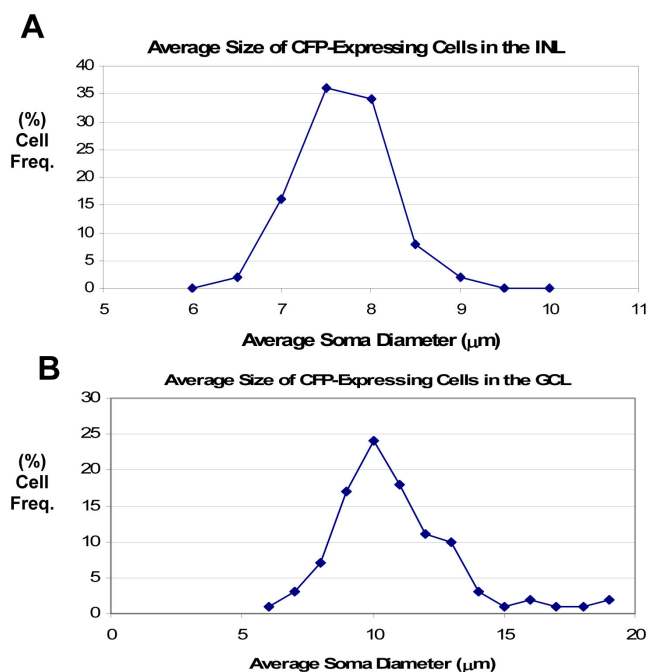 A
Average Size of CFP-Expressing Cells in the INL
40
35
30
25
20
15
10
5
0
(%)
Cell
Freq.
5 6 7 8 9 10 11
Average Soma Diameter (μm)
B
Average Size of CFP-Expressing Cells in the GCL
30
25
20
15
10
5
0
(%)
Cell
Freq.
0 5 10 15 20
Average Soma Diameter (μm)